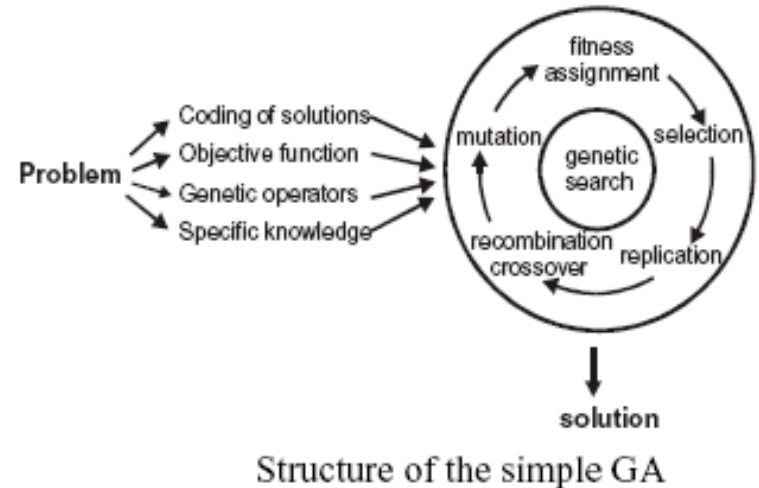 Problem
Coding of solutions
Objective function
Genetic operators
Specific knowledge
fitness
assignment
selection
replication
recombination
crossover
mutation
genetic
search
solution
Structure of the simple GA